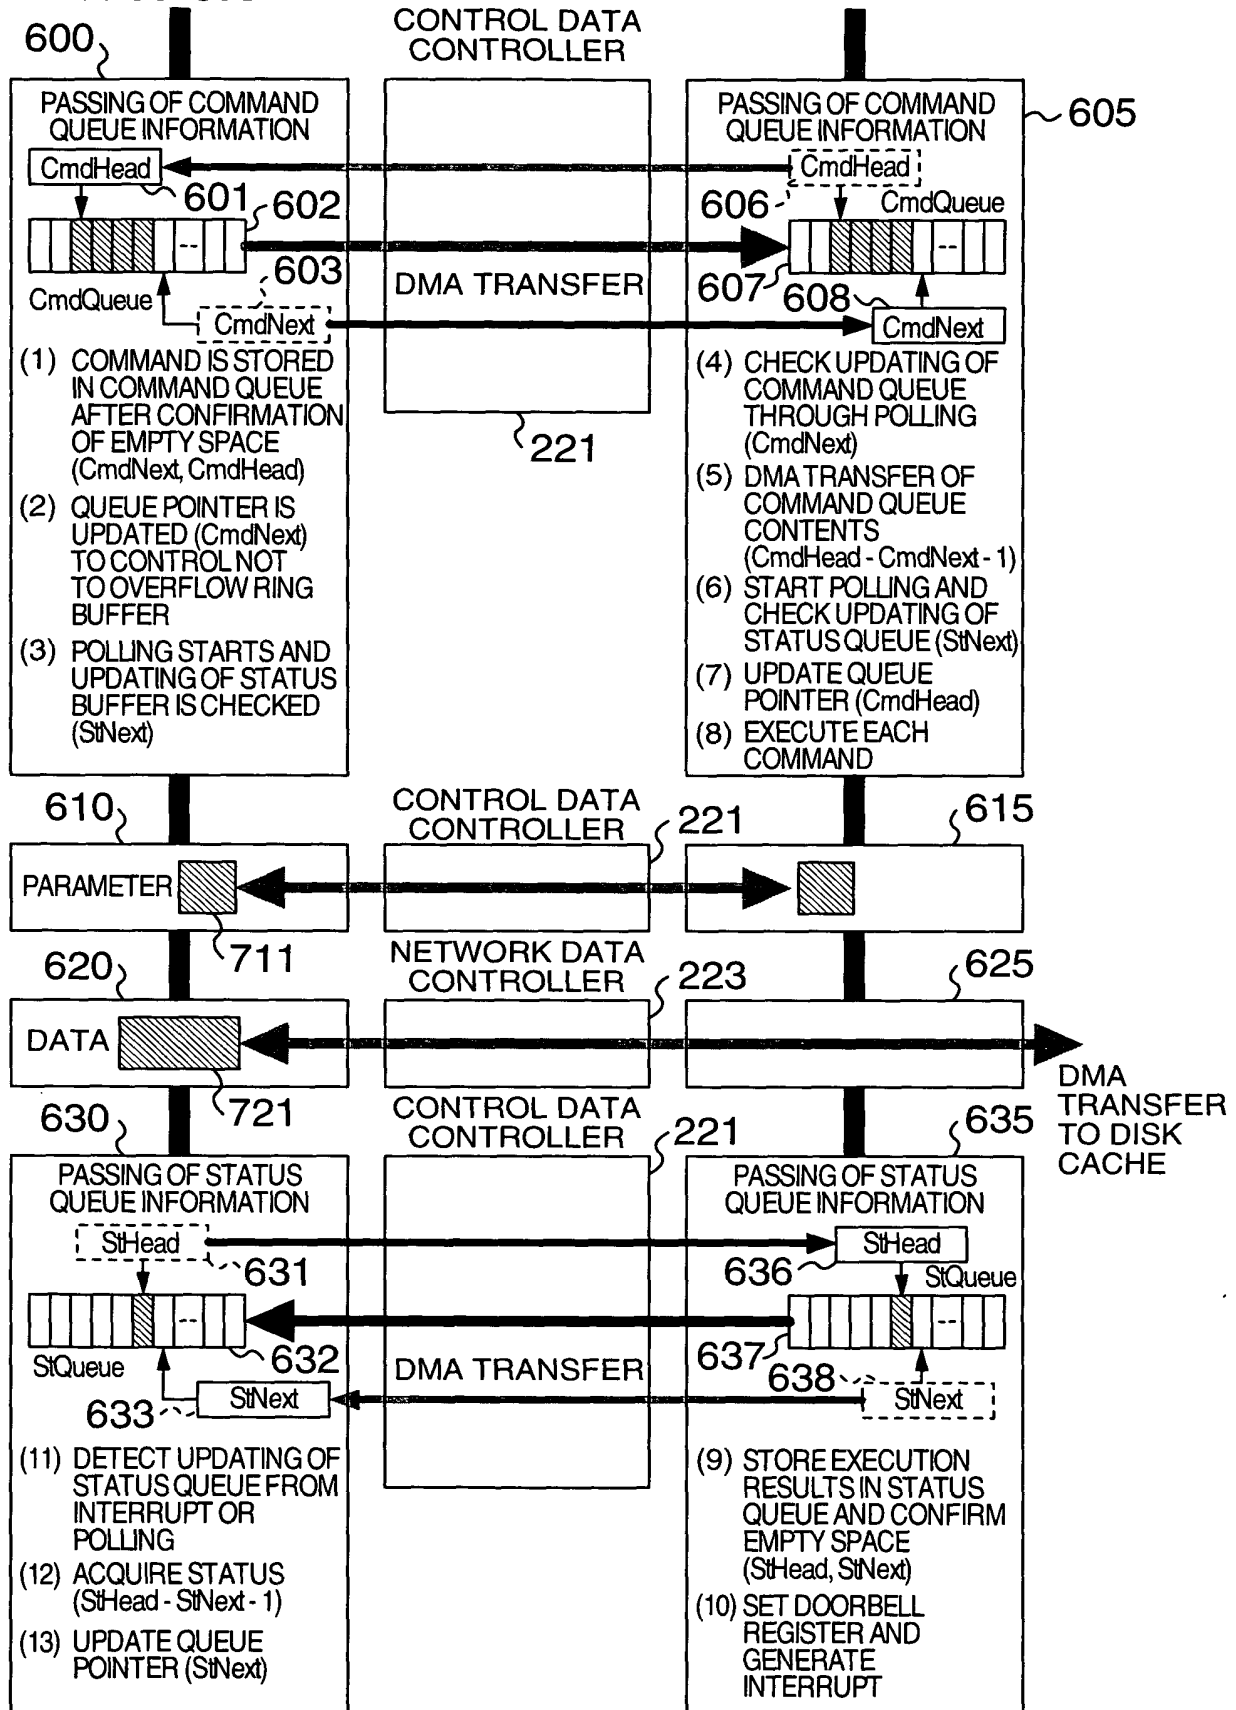 CONTROL DATA
CONTROLLER
600
PASSING OF COMMAND
QUEUE INFORMATION
CmdHead
601
602
603
CmdQueue
CmdNext
(1) COMMAND IS STORED
IN COMMAND QUEUE
AFTER CONFIRMATION
OF EMPTY SPACE
(CmdNext, CmdHead)
(2) QUEUE POINTER IS
UPDATED (CmdNext)
TO CONTROL NOT
TO OVERFLOW RING
BUFFER
(3) POLLING STARTS AND
UPDATING OF STATUS
BUFFER IS CHECKED
(StNext)
DMA TRANSFER
221
PASSING OF COMMAND
QUEUE INFORMATION
605
CmdHead
606
CmdQueue
607
608
CmdNext
(4) CHECK UPDATING OF
COMMAND QUEUE
THROUGH POLLING
(CmdNext)
(5) DMA TRANSFER OF
COMMAND QUEUE
CONTENTS
(CmdHead - CmdNext - 1)
(6) START POLLING AND
CHECK UPDATING OF
STATUS QUEUE (StNext)
(7) UPDATE QUEUE
POINTER (CmdHead)
(8) EXECUTE EACH
COMMAND
610
CONTROL DATA
CONTROLLER
221
615
PARAMETER
711
620
NETWORK DATA
CONTROLLER
223
625
DATA
721
DMA
TRANSFER
TO DISK
CACHE
630
CONTROL DATA
CONTROLLER
221
635
PASSING OF STATUS
QUEUE INFORMATION
StHead
631
StQueue
632
633
StNext
(11) DETECT UPDATING OF
STATUS QUEUE FROM
INTERRUPT OR
POLLING
(12) ACQUIRE STATUS
(StHead - StNext - 1)
(13) UPDATE QUEUE
POINTER (StNext)
DMA TRANSFER
PASSING OF STATUS
QUEUE INFORMATION
StHead
636
StQueue
637
638
StNext
(9) STORE EXECUTION
RESULTS IN STATUS
QUEUE AND CONFIRM
EMPTY SPACE
(StHead, StNext)
(10) SET DOORBELL
REGISTER AND
GENERATE
INTERRUPT